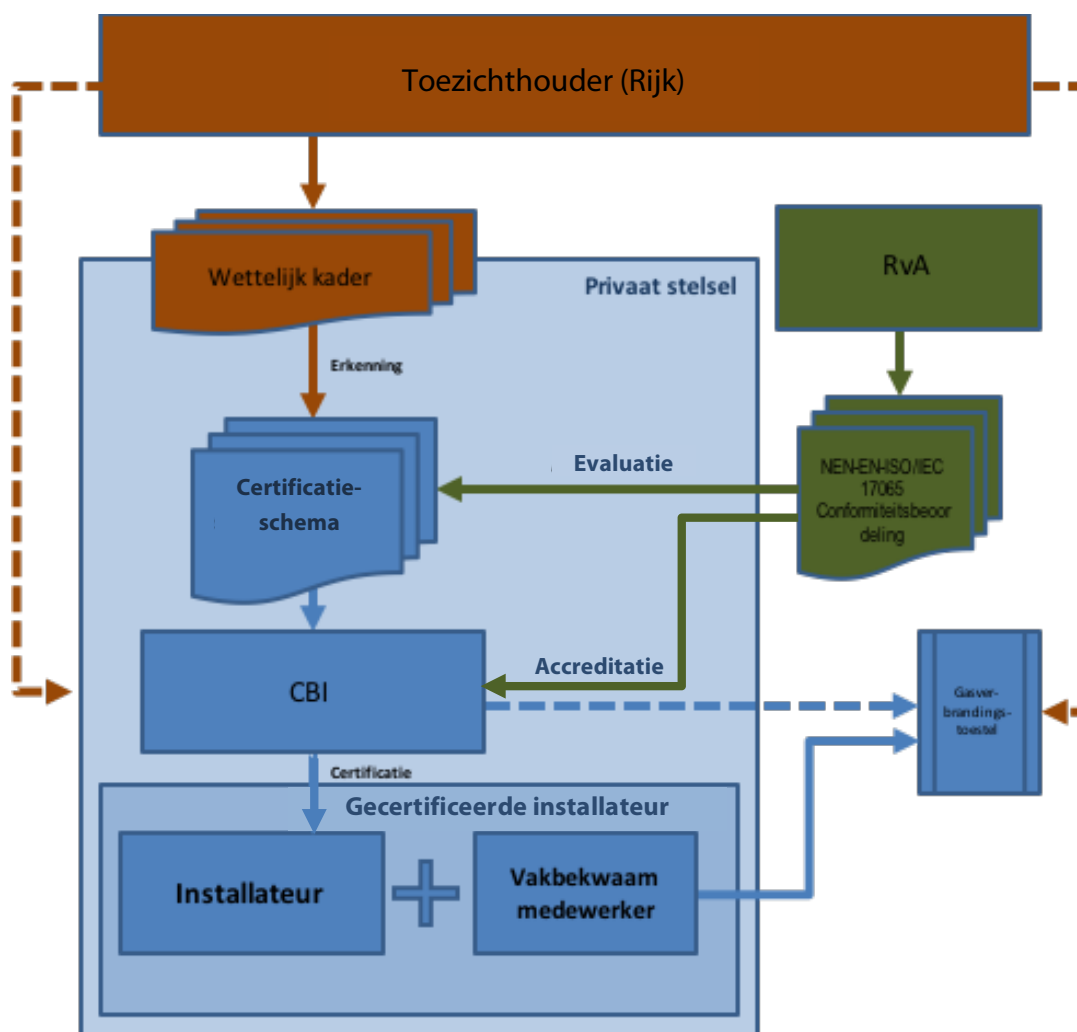 Toezichthouder (Rijk)
Wettelijk kader
Privaat stelsel
RvA
Erkenning
Certificatie-
schema
Evaluatie
NEN-EN-ISO/IEC
17065
Conformiteitsbeoor
deling
CBI
Accreditatie
Gasver-
brandings-
toestel
Certificatie
Gecertificeerde installateur
Installateur
Vakbekwaam
medewerker